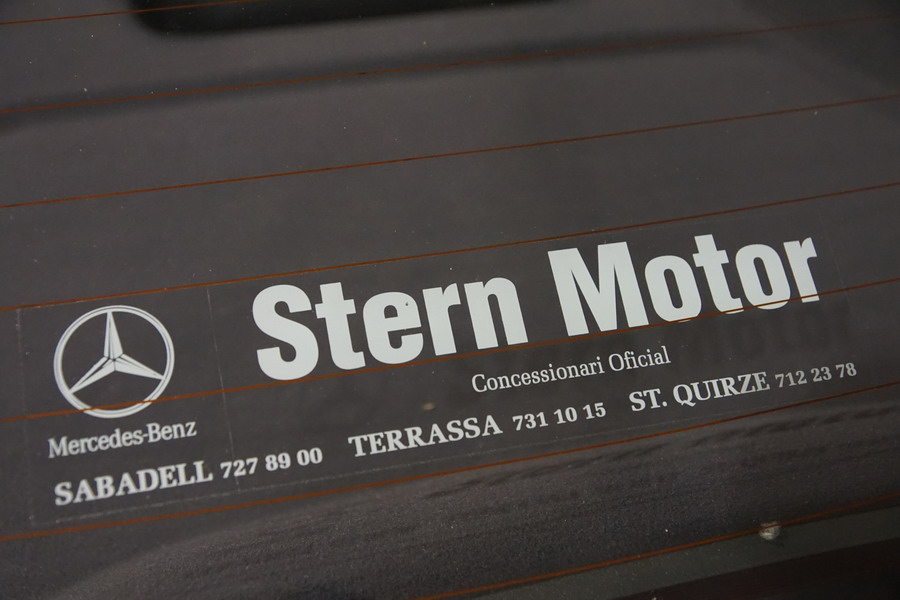 Stern Motor
Mercedes-Benz
Concessionari Oficial
SABADELL 727 89 00 TERRASSA 731 10 15 ST. QUIRZE 712 23 78